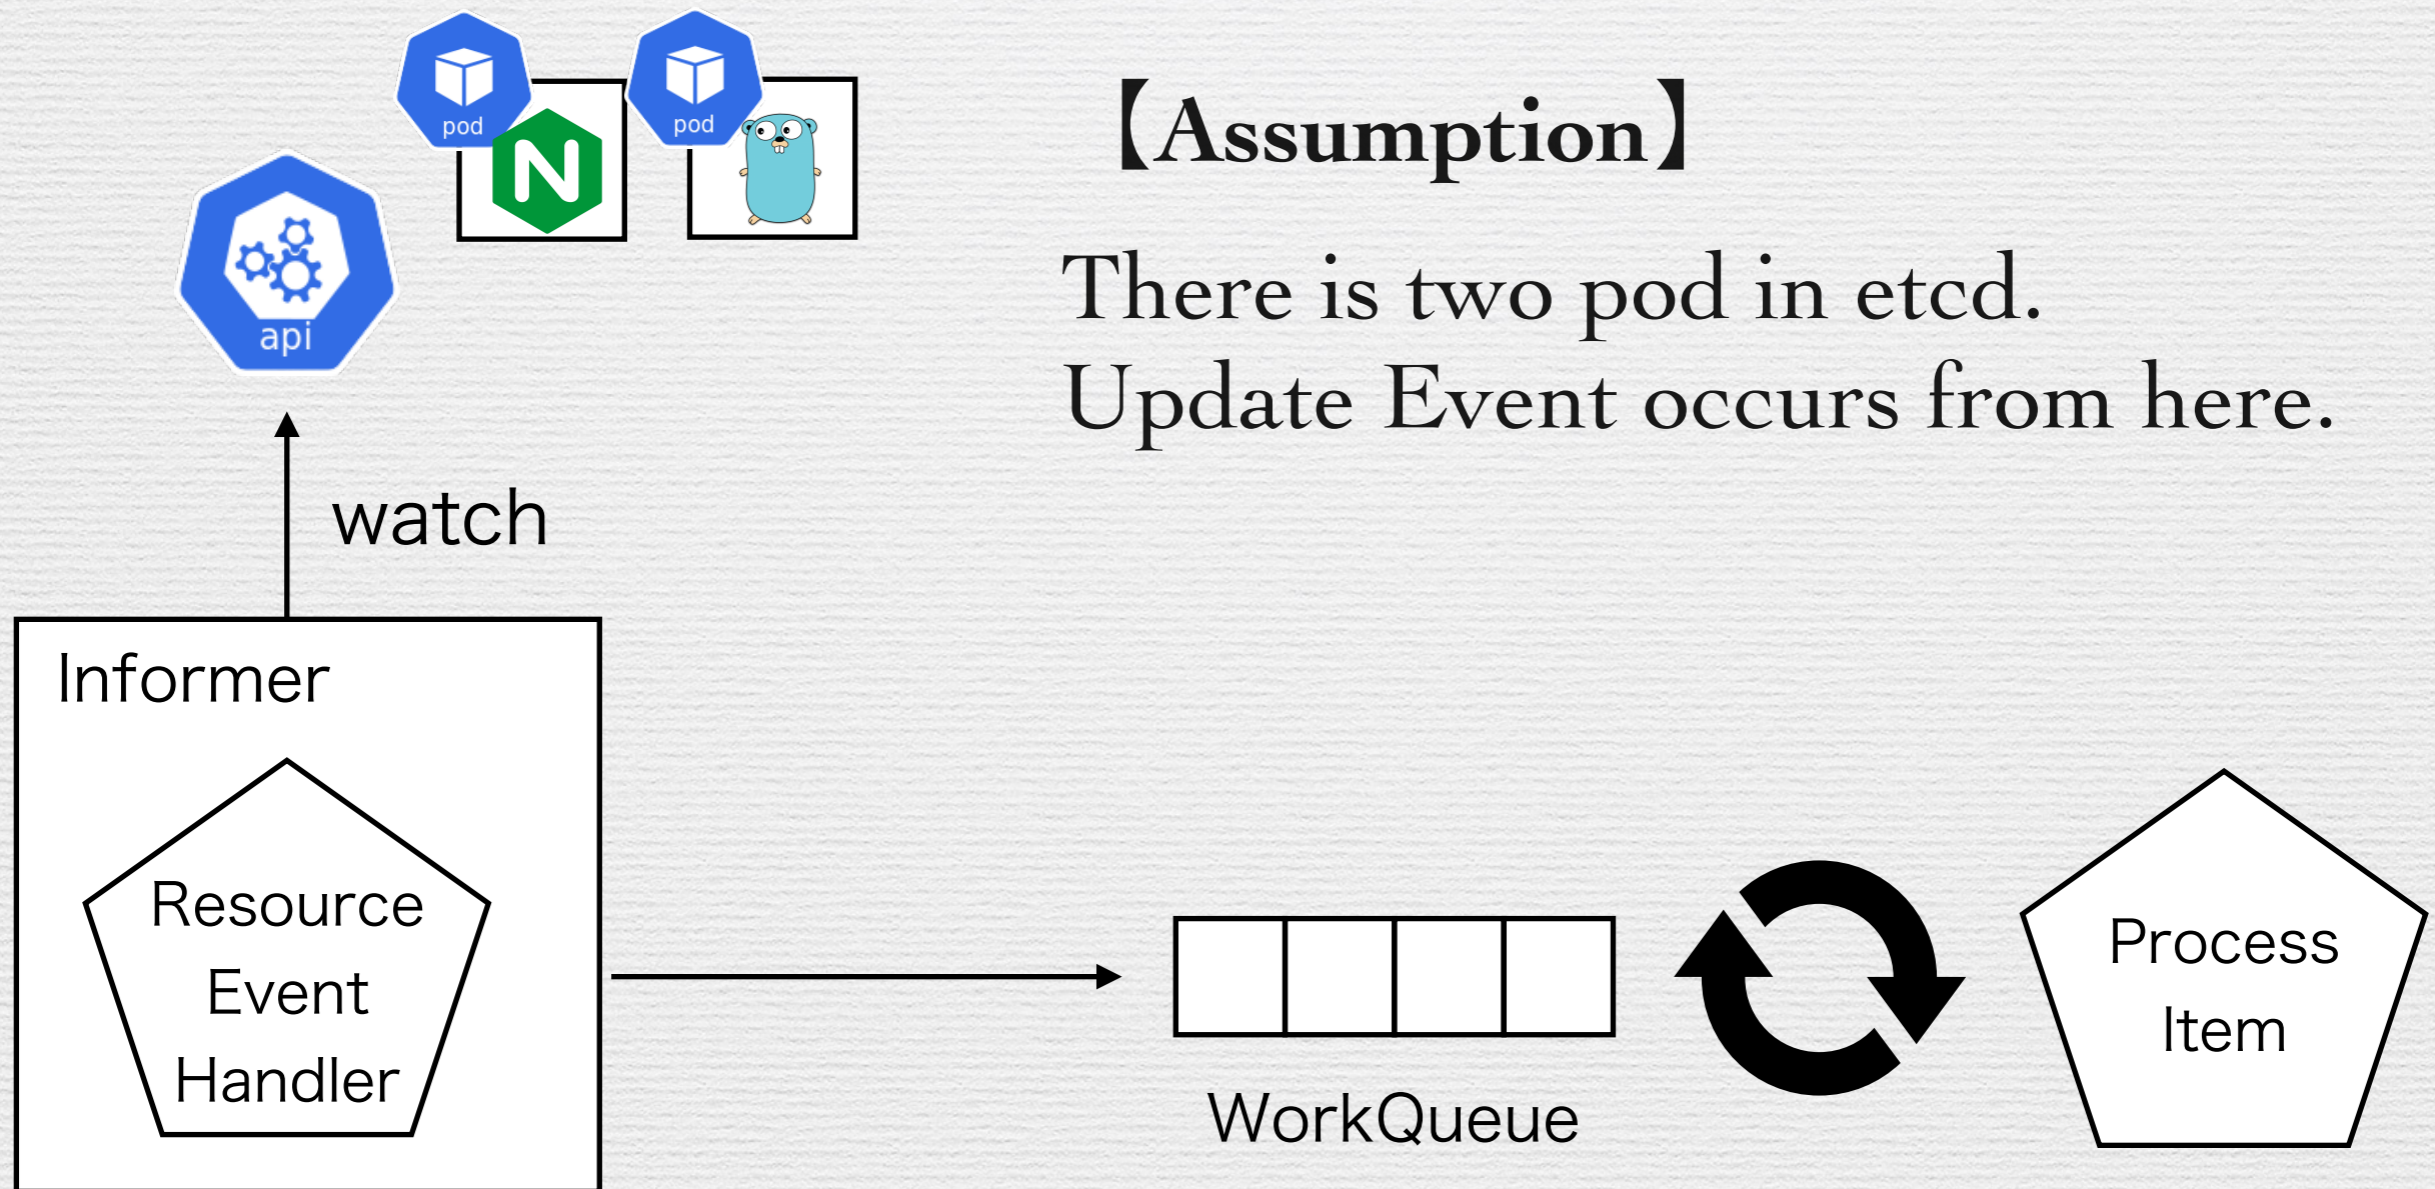 pod
pod
N
api
【Assumption】
There is two pod in etcd.
Update Event occurs from here.
watch
Informer
Resource
Event
Handler
WorkQueue
Process
Item